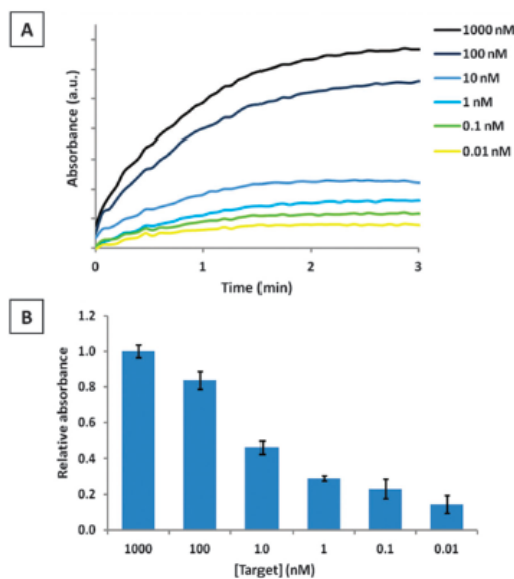 A
Absorbance (a.u.)
0
1
2
3
Time (min)
1000 nM
100 nM
10 nM
1 nM
0.1 nM
0.01 nM
B
Relative absorbance
1.2
1.0
0.8
0.6
0.4
0.2
0.0
1000
100
10
1
0.1
0.01
[Target] (nM)